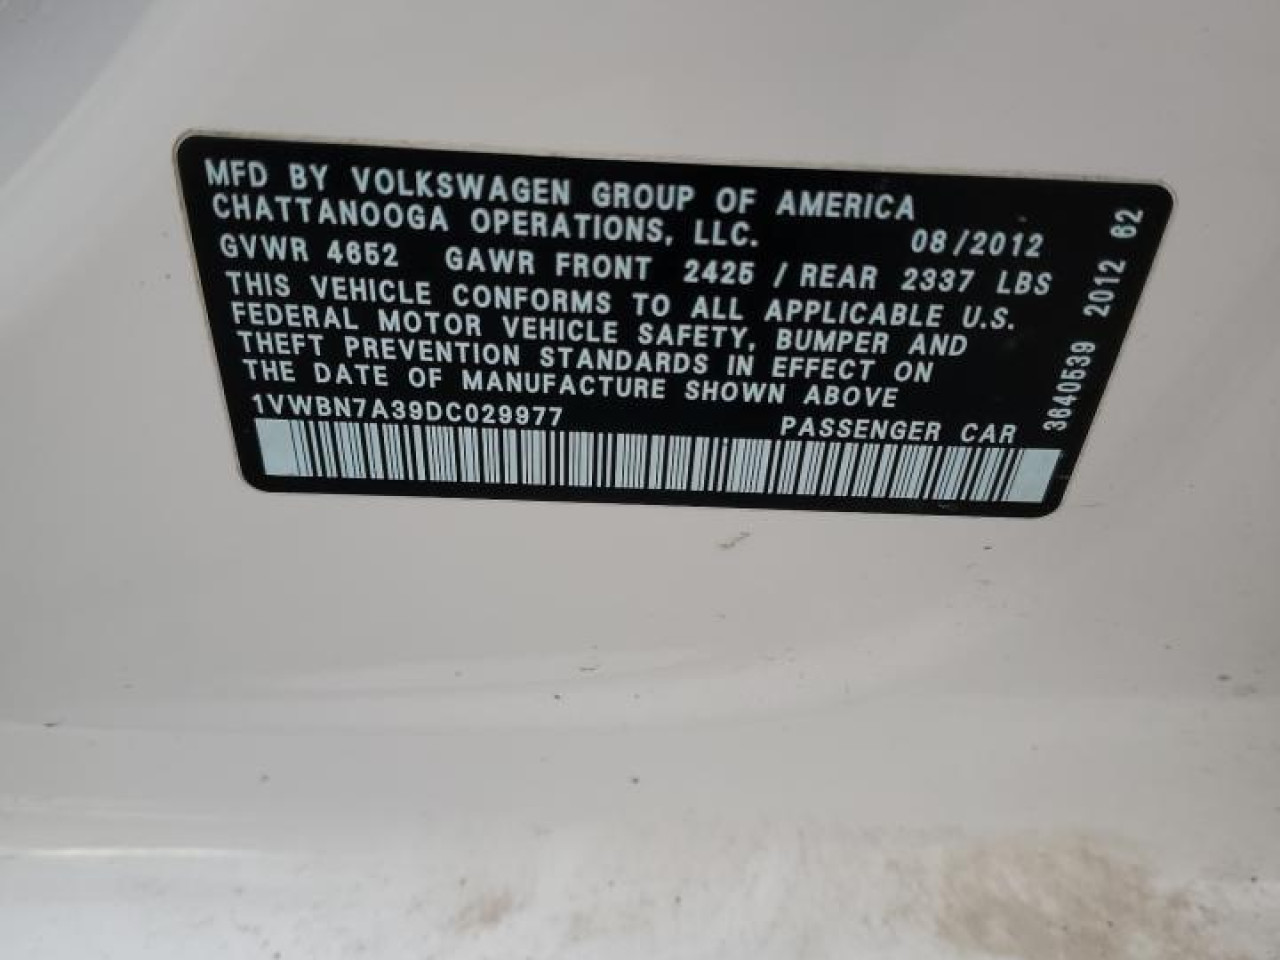 MFD BY VOLKSWAGEN GROUP OF AMERICA
CHATTANOOGA OPERATIONS, LLC. 08/2012
GVWR 4652 GAWR FRONT 2425 / REAR 2337 LBS
THIS VEHICLE CONFORMS TO ALL APPLICABLE U.S.
FEDERAL MOTOR VEHICLE SAFETY, BUMPER AND
THEFT PREVENTION STANDARDS IN EFFECT ON
THE DATE OF MANUFACTURE SHOWN ABOVE
1VWBN7A39DC029977 PASSENGER CAR
3640539 2012 62